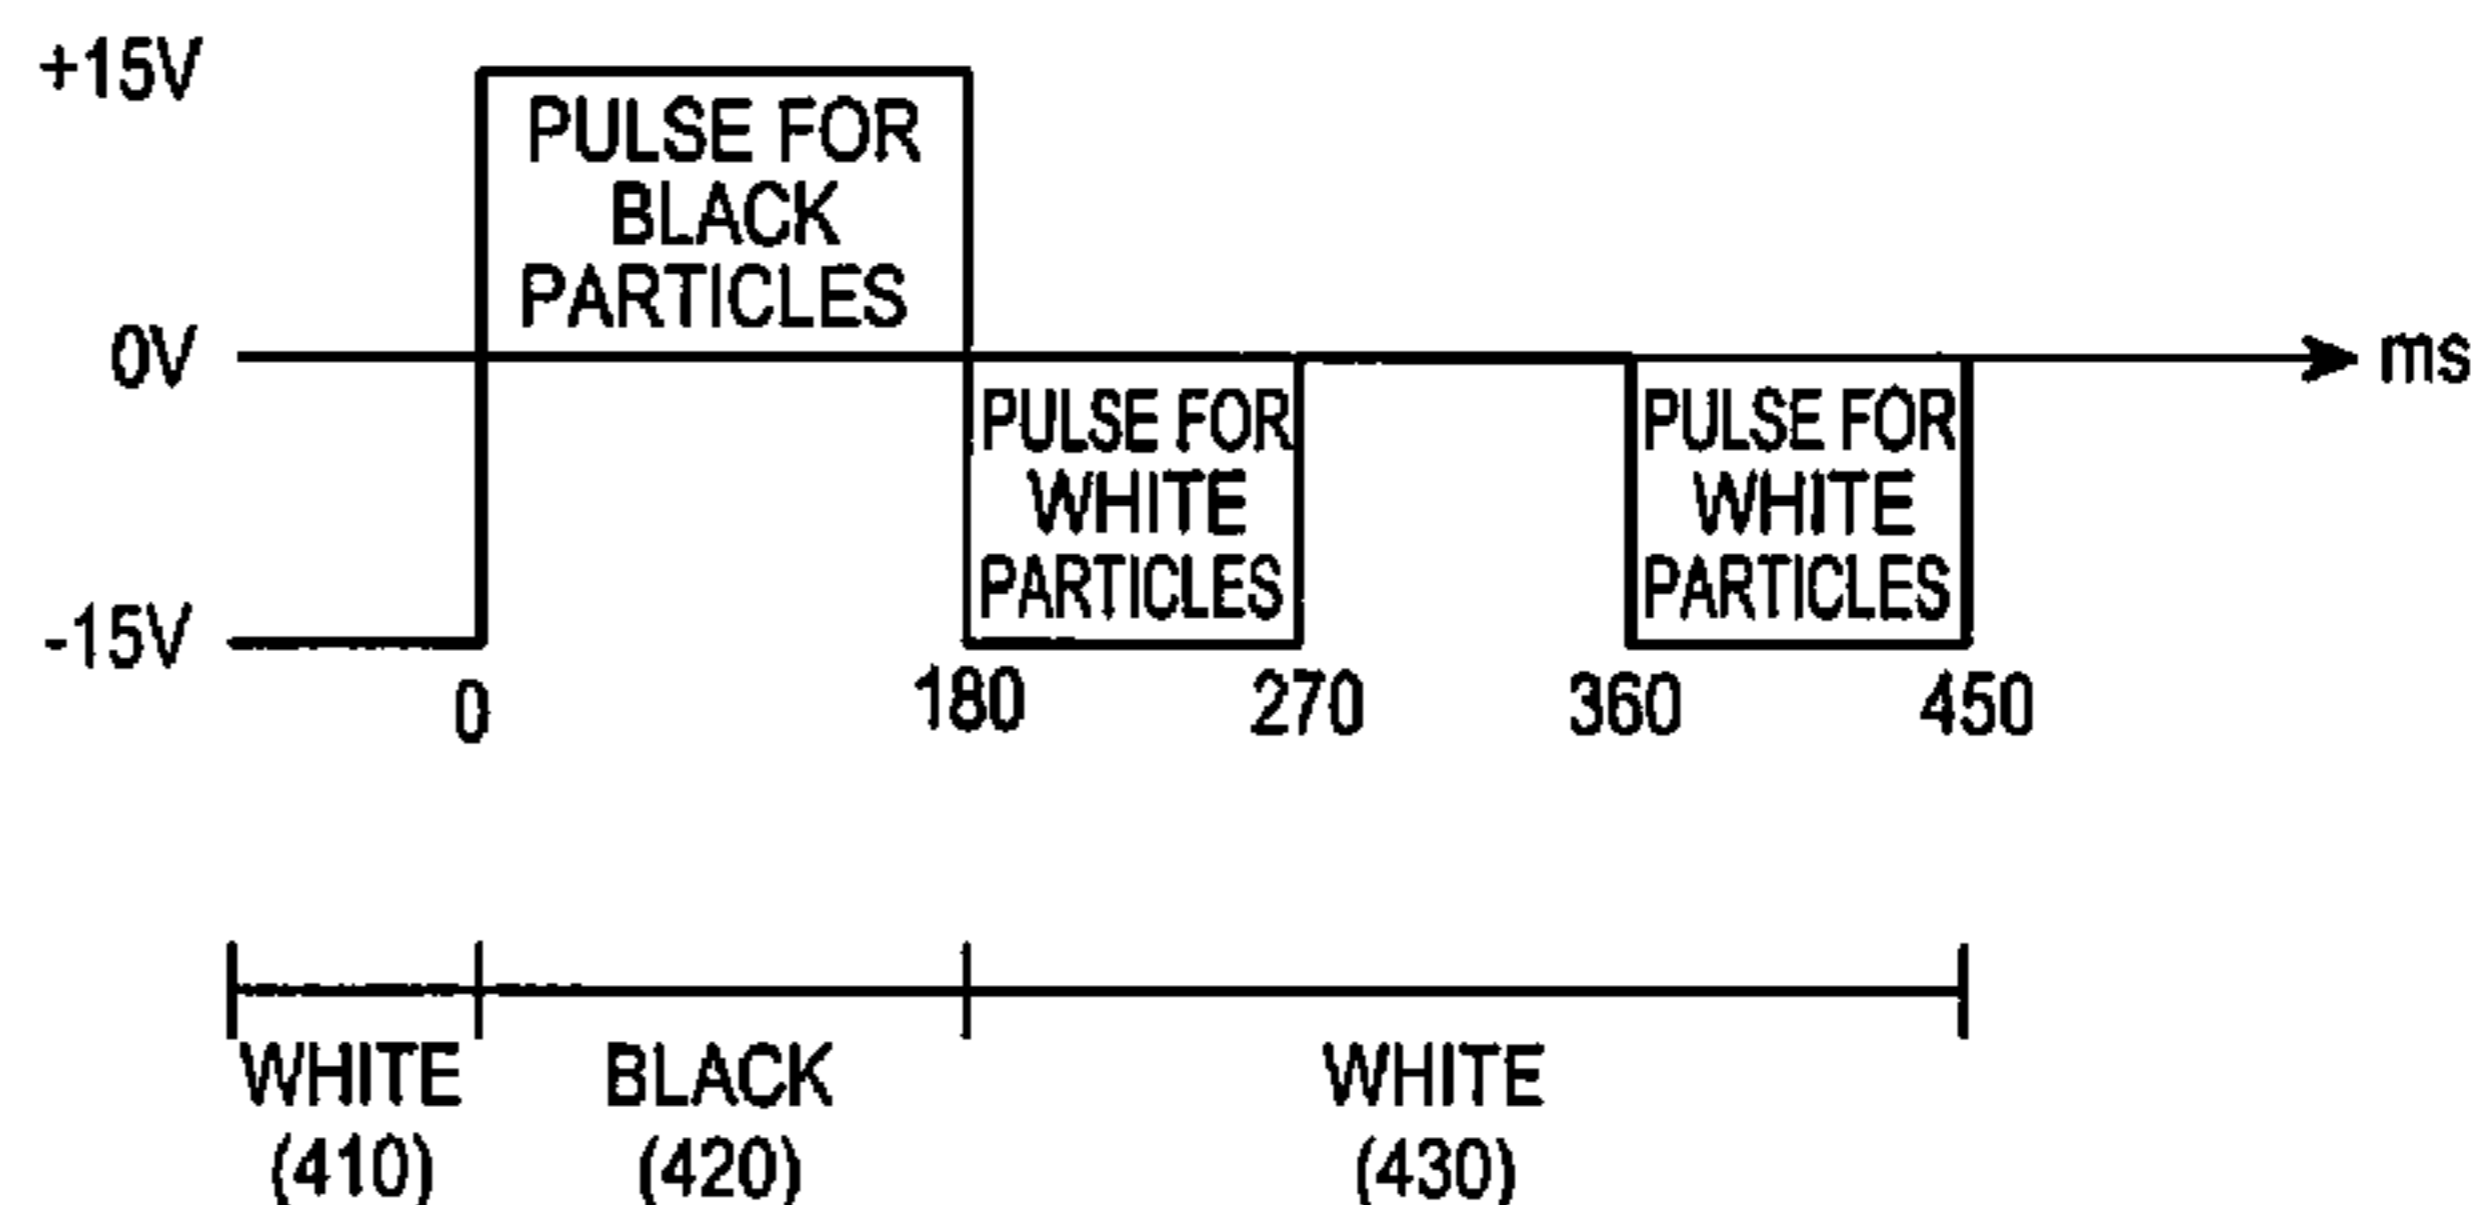 +15V
PULSE FOR
BLACK
PARTICLES
0V
ms
PULSE FOR
WHITE
PARTICLES
PULSE FOR
WHITE
PARTICLES
-15V
0
180
270
360
450
WHITE
(410)
BLACK
(420)
WHITE
(430)